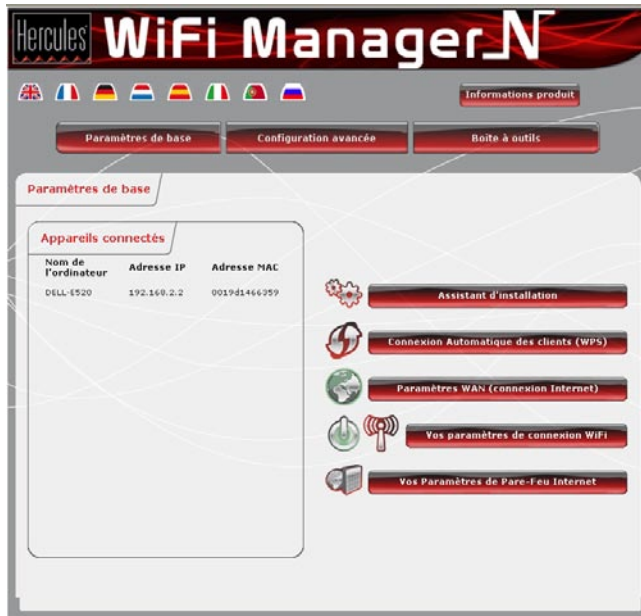 Hercules WiFi Manager_N
Informations produit
Paramètres de base Configuration avancée Boîte à outils
Paramètres de base
Appareils connectés
Nom de l'ordinateur Adresse IP Adresse MAC
DELL-E520 192.168.2.2 0019d1466359
Assistant d'installation
Connexion Automatique des clients (WPS)
Paramètres WAN (connexion Internet)
Vos paramètres de connexion WiFi
Vos Paramètres de Pare-Feu Internet